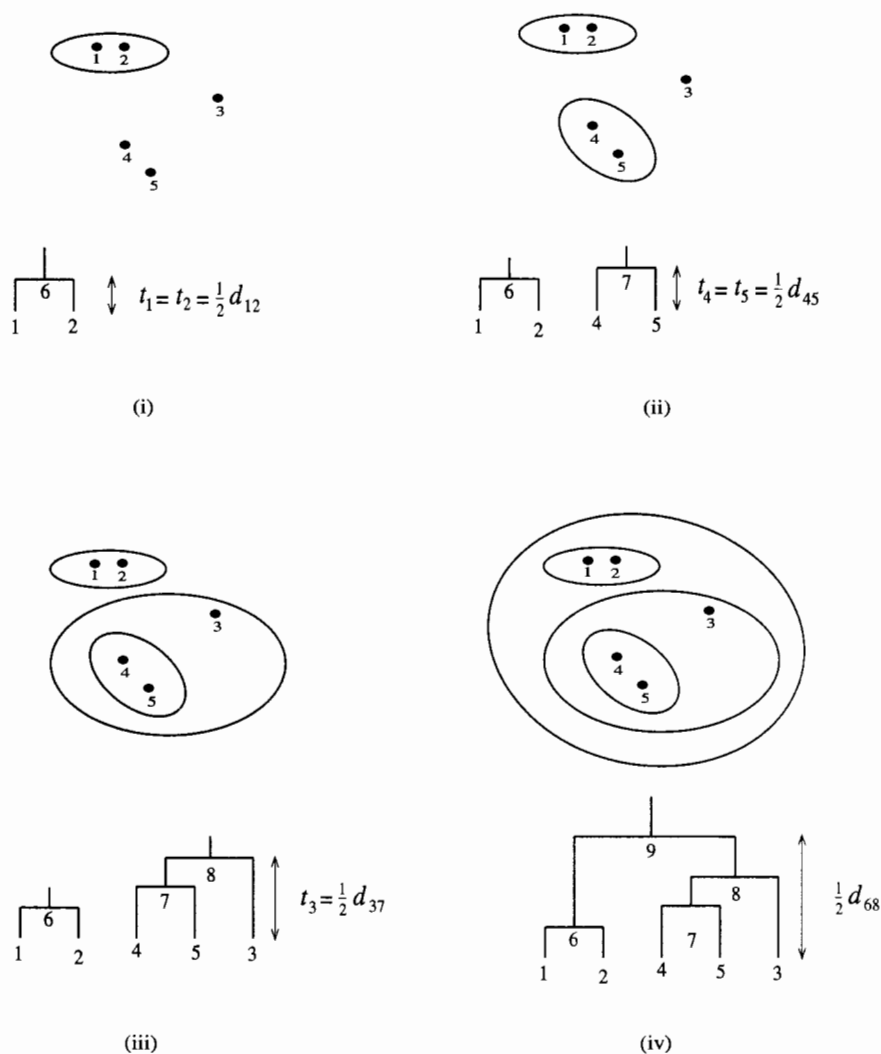 1 2
3
4
5
6
1 2
t₁ = t₂ = ½ d₁₂
(i)
1 2
3
4
5
6
1 2
7
4 5
t₄ = t₅ = ½ d₄₅
(ii)
1 2
3
4
5
6
1 2
8
7
4 5 3
t₃ = ½ d₃₇
(iii)
1 2
3
4
5
9
8
6 7
1 2 4 5 3
½ d₆₈
(iv)